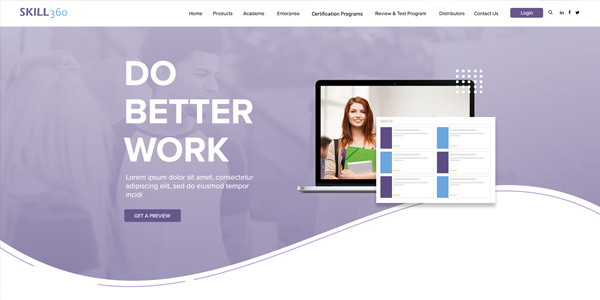 SKILL360
Home Products Academe Enterprise Certification Programs Review & Test Program Distributors Contact Us Login
DO
BETTER
WORK
Lorem ipsum dolor sit amet, consectetur
adipiscing elit, sed do eiusmod tempor
incidi
GET A PREVIEW